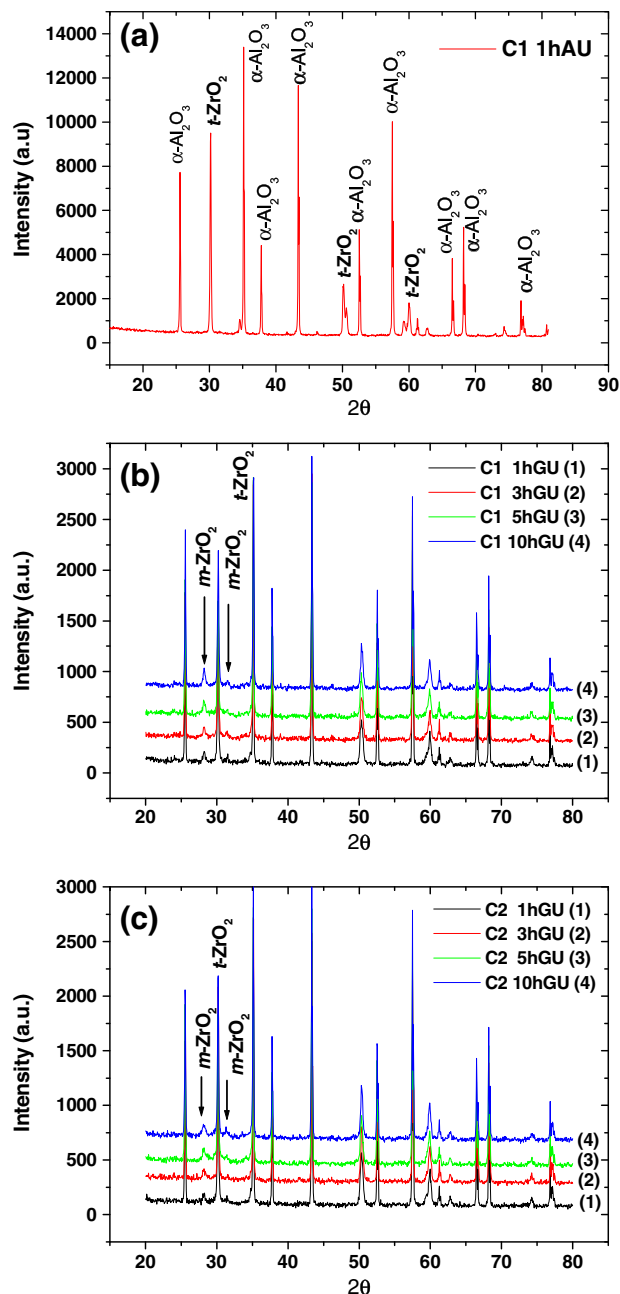 (a)
C1 1hAU
α-Al2O3
t-ZrO2
α-Al2O3
α-Al2O3
α-Al2O3
t-ZrO2
α-Al2O3
α-Al2O3
t-ZrO2
α-Al2O3
α-Al2O3
α-Al2O3
Intensity (a.u)
14000
12000
10000
8000
6000
4000
2000
0
20 30 40 50 60 70 80 90
2θ
(b)
C1 1hGU (1)
C1 3hGU (2)
C1 5hGU (3)
C1 10hGU (4)
m-ZrO2
m-ZrO2
t-ZrO2
(4)
(3)
(2)
(1)
Intensity (a.u.)
3000
2500
2000
1500
1000
500
0
20 30 40 50 60 70 80
2θ
(c)
C2 1hGU (1)
C2 3hGU (2)
C2 5hGU (3)
C2 10hGU (4)
m-ZrO2
t-ZrO2
m-ZrO2
(4)
(3)
(2)
(1)
Intensity (a.u.)
3000
2500
2000
1500
1000
500
0
20 30 40 50 60 70 80
2θ